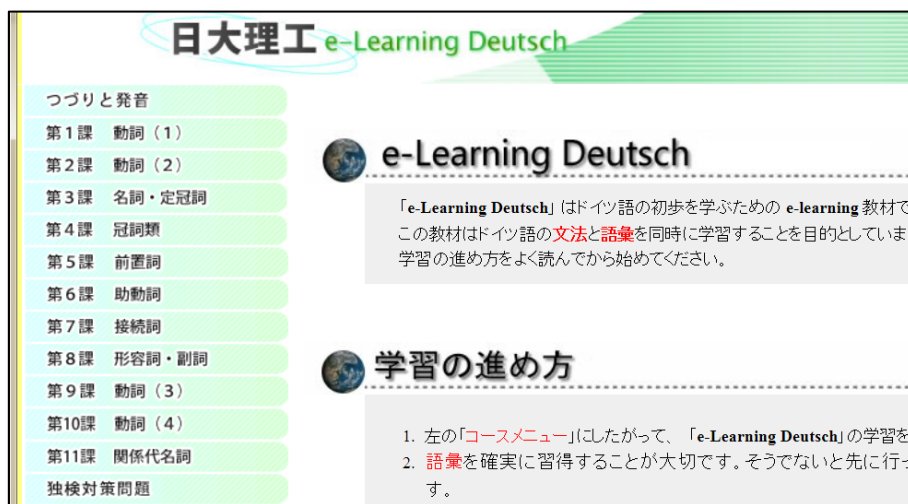 日大理工 e-Learning Deutsch
つづりと発音
第1課 動詞（1）
第2課 動詞（2）
第3課 名詞・定冠詞
第4課 冠詞類
第5課 前置詞
第6課 助動詞
第7課 接続詞
第8課 形容詞・副詞
第9課 動詞（3）
第10課 動詞（4）
第11課 関係代名詞
独検対策問題
e-Learning Deutsch
「e-Learning Deutsch」はドイツ語の初歩を学ぶための e-learning 教材で
この教材はドイツ語の文法と語彙を同時に学習することを目的としていま
学習の進め方をよく読んでから始めてください。
学習の進め方
1. 左の「コースメニュー」にしたがって、「e-Learning Deutsch」の学習を
2. 語彙を確実に習得することが大切です。そうでないと先に行っ
す。